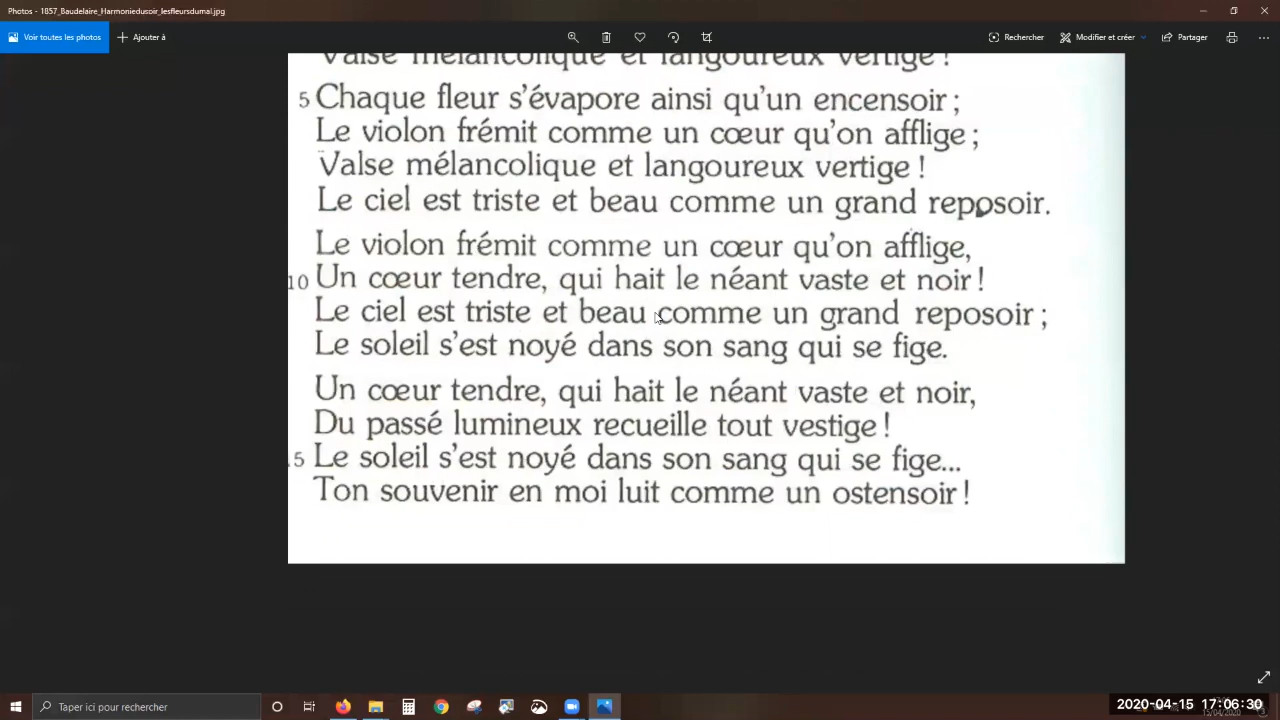 Photos - 1857_Baudelaire_Harmoniedusoir_lesfleursdumal.jpg
Voir toutes les photos
Ajouter à
Rechercher
Modifier et créer
Partager
Valse mélancolique et langoureux vertige !
5 Chaque fleur s'évapore ainsi qu'un encensoir ;
Le violon frémit comme un cœur qu'on afflige ;
Valse mélancolique et langoureux vertige !
Le ciel est triste et beau comme un grand reposoir.
Le violon frémit comme un cœur qu'on afflige,
10 Un cœur tendre, qui hait le néant vaste et noir !
Le ciel est triste et beau comme un grand reposoir ;
Le soleil s'est noyé dans son sang qui se fige.
Un cœur tendre, qui hait le néant vaste et noir,
Du passé lumineux recueille tout vestige !
5 Le soleil s'est noyé dans son sang qui se fige...
Ton souvenir en moi luit comme un ostensoir !
Taper ici pour rechercher
2020-04-15 17:06:30